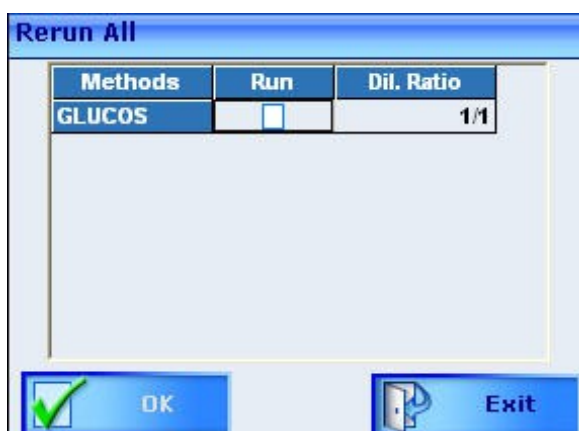 Rerun All
Methods Run Dil. Ratio
GLUCOS 1/1
OK Exit